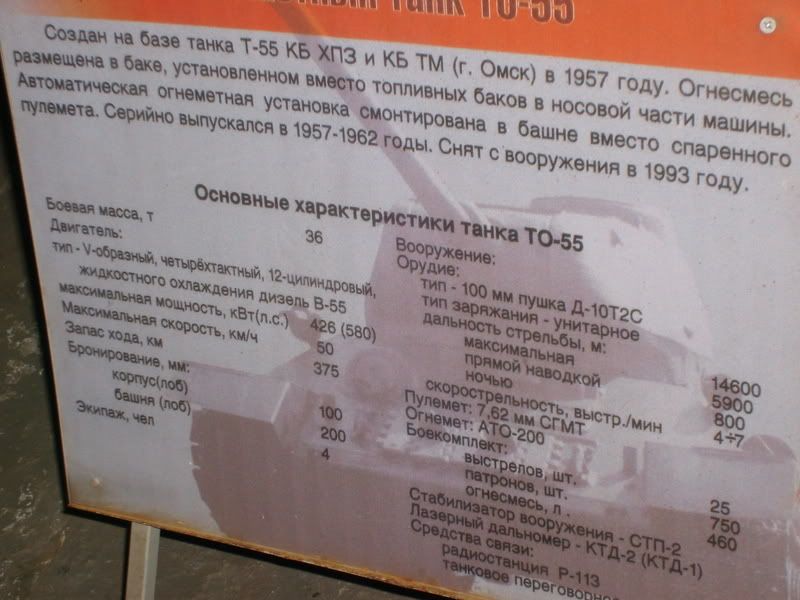 танк ТО-55
Создан на базе танка Т-55 КБ ХПЗ и КБ ТМ (г. Омск) в 1957 году. Огнесмесь
размещена в баке, установленном вместо топливных баков в носовой части машины.
Автоматическая огнеметная установка смонтирована в башне вместо спаренного
пулемета. Серийно выпускался в 1957-1962 годы. Снят с вооружения в 1993 году.
Основные характеристики танка ТО-55
Боевая масса, т 36
Двигатель:
тип - V-образный, четырёхтактный, 12-цилиндровый,
жидкостного охлаждения дизель В-55
максимальная мощность, кВт(л.с.) 426 (580)
Максимальная скорость, км/ч 50
Запас хода, км 375
Бронирование, мм:
корпус(лоб) 100
башня (лоб) 200
Экипаж, чел 4
Вооружение:
Орудие:
тип - 100 мм пушка Д-10Т2С
тип заряжания - унитарное
дальность стрельбы, м:
максимальная 14600
прямой наводкой 5900
ночью 800
скорострельность, выстр./мин 4÷7
Пулемет: 7,62 мм СГМТ
Огнемет: АТО-200
Боекомплект:
выстрелов, шт. 25
патронов, шт. 750
огнесмесь, л . 460
Стабилизатор вооружения - СТП-2
Лазерный дальномер - КТД-2 (КТД-1)
Средства связи:
радиостанция Р-113
танковое